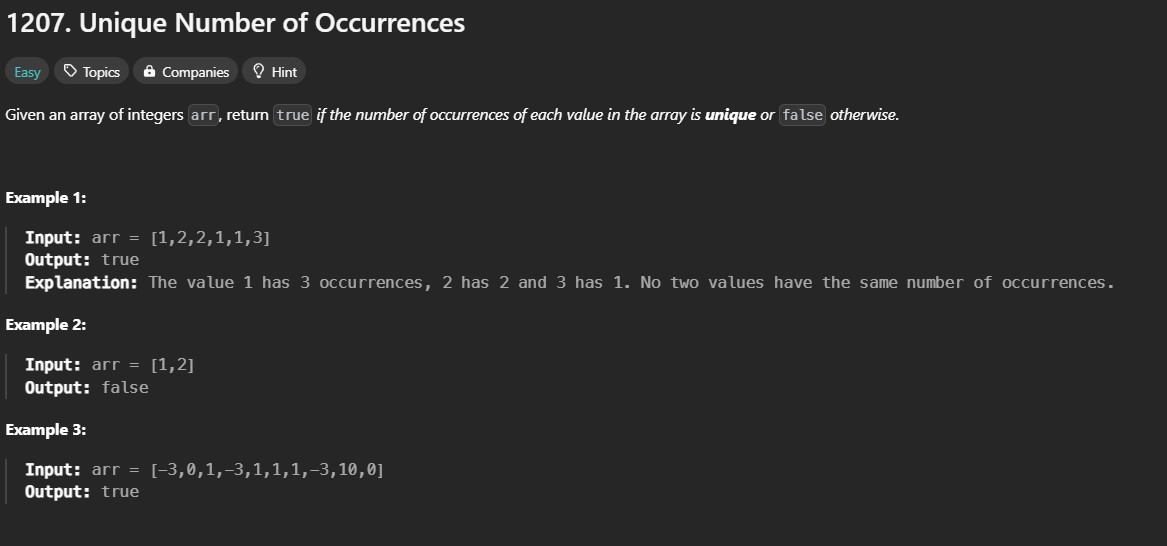 1207. Unique Number of Occurrences
Easy Topics Companies Hint
Given an array of integers arr, return true if the number of occurrences of each value in the array is unique or false otherwise.
Example 1:
Input: arr = [1,2,2,1,1,3]
Output: true
Explanation: The value 1 has 3 occurrences, 2 has 2 and 3 has 1. No two values have the same number of occurrences.
Example 2:
Input: arr = [1,2]
Output: false
Example 3:
Input: arr = [-3,0,1,-3,1,1,1,-3,10,0]
Output: true